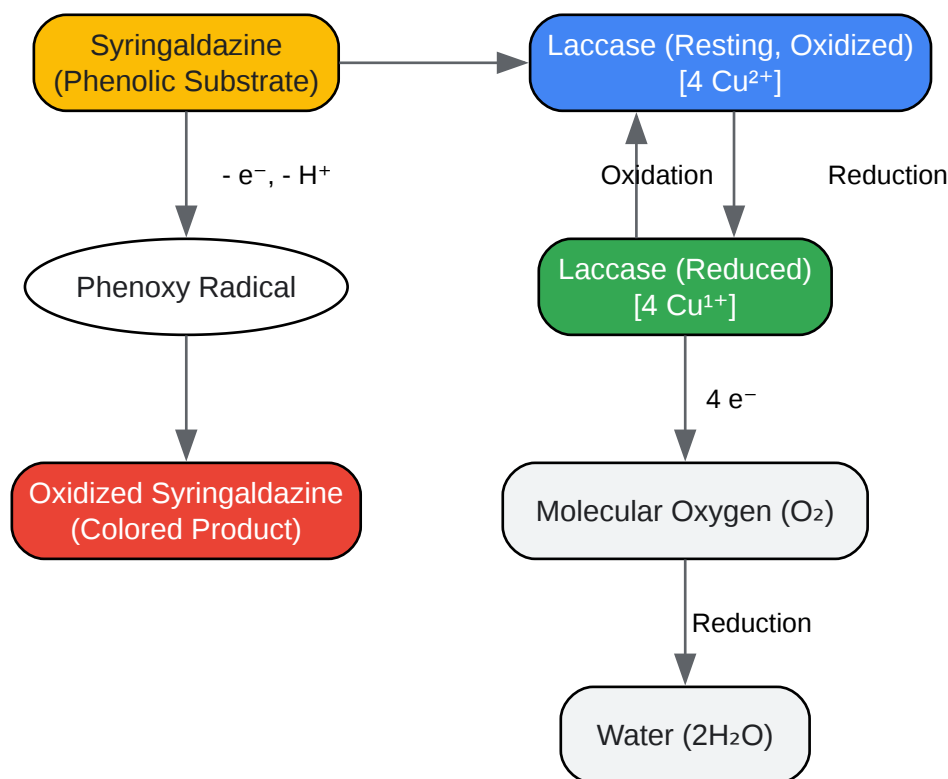 Syringaldazine
(Phenolic Substrate)
Laccase (Resting, Oxidized)
[4 Cu²⁺]
- e⁻, - H⁺
Oxidation
Reduction
Phenoxy Radical
Laccase (Reduced)
[4 Cu¹⁺]
4 e⁻
Oxidized Syringaldazine
(Colored Product)
Molecular Oxygen (O₂)
Reduction
Water (2H₂O)